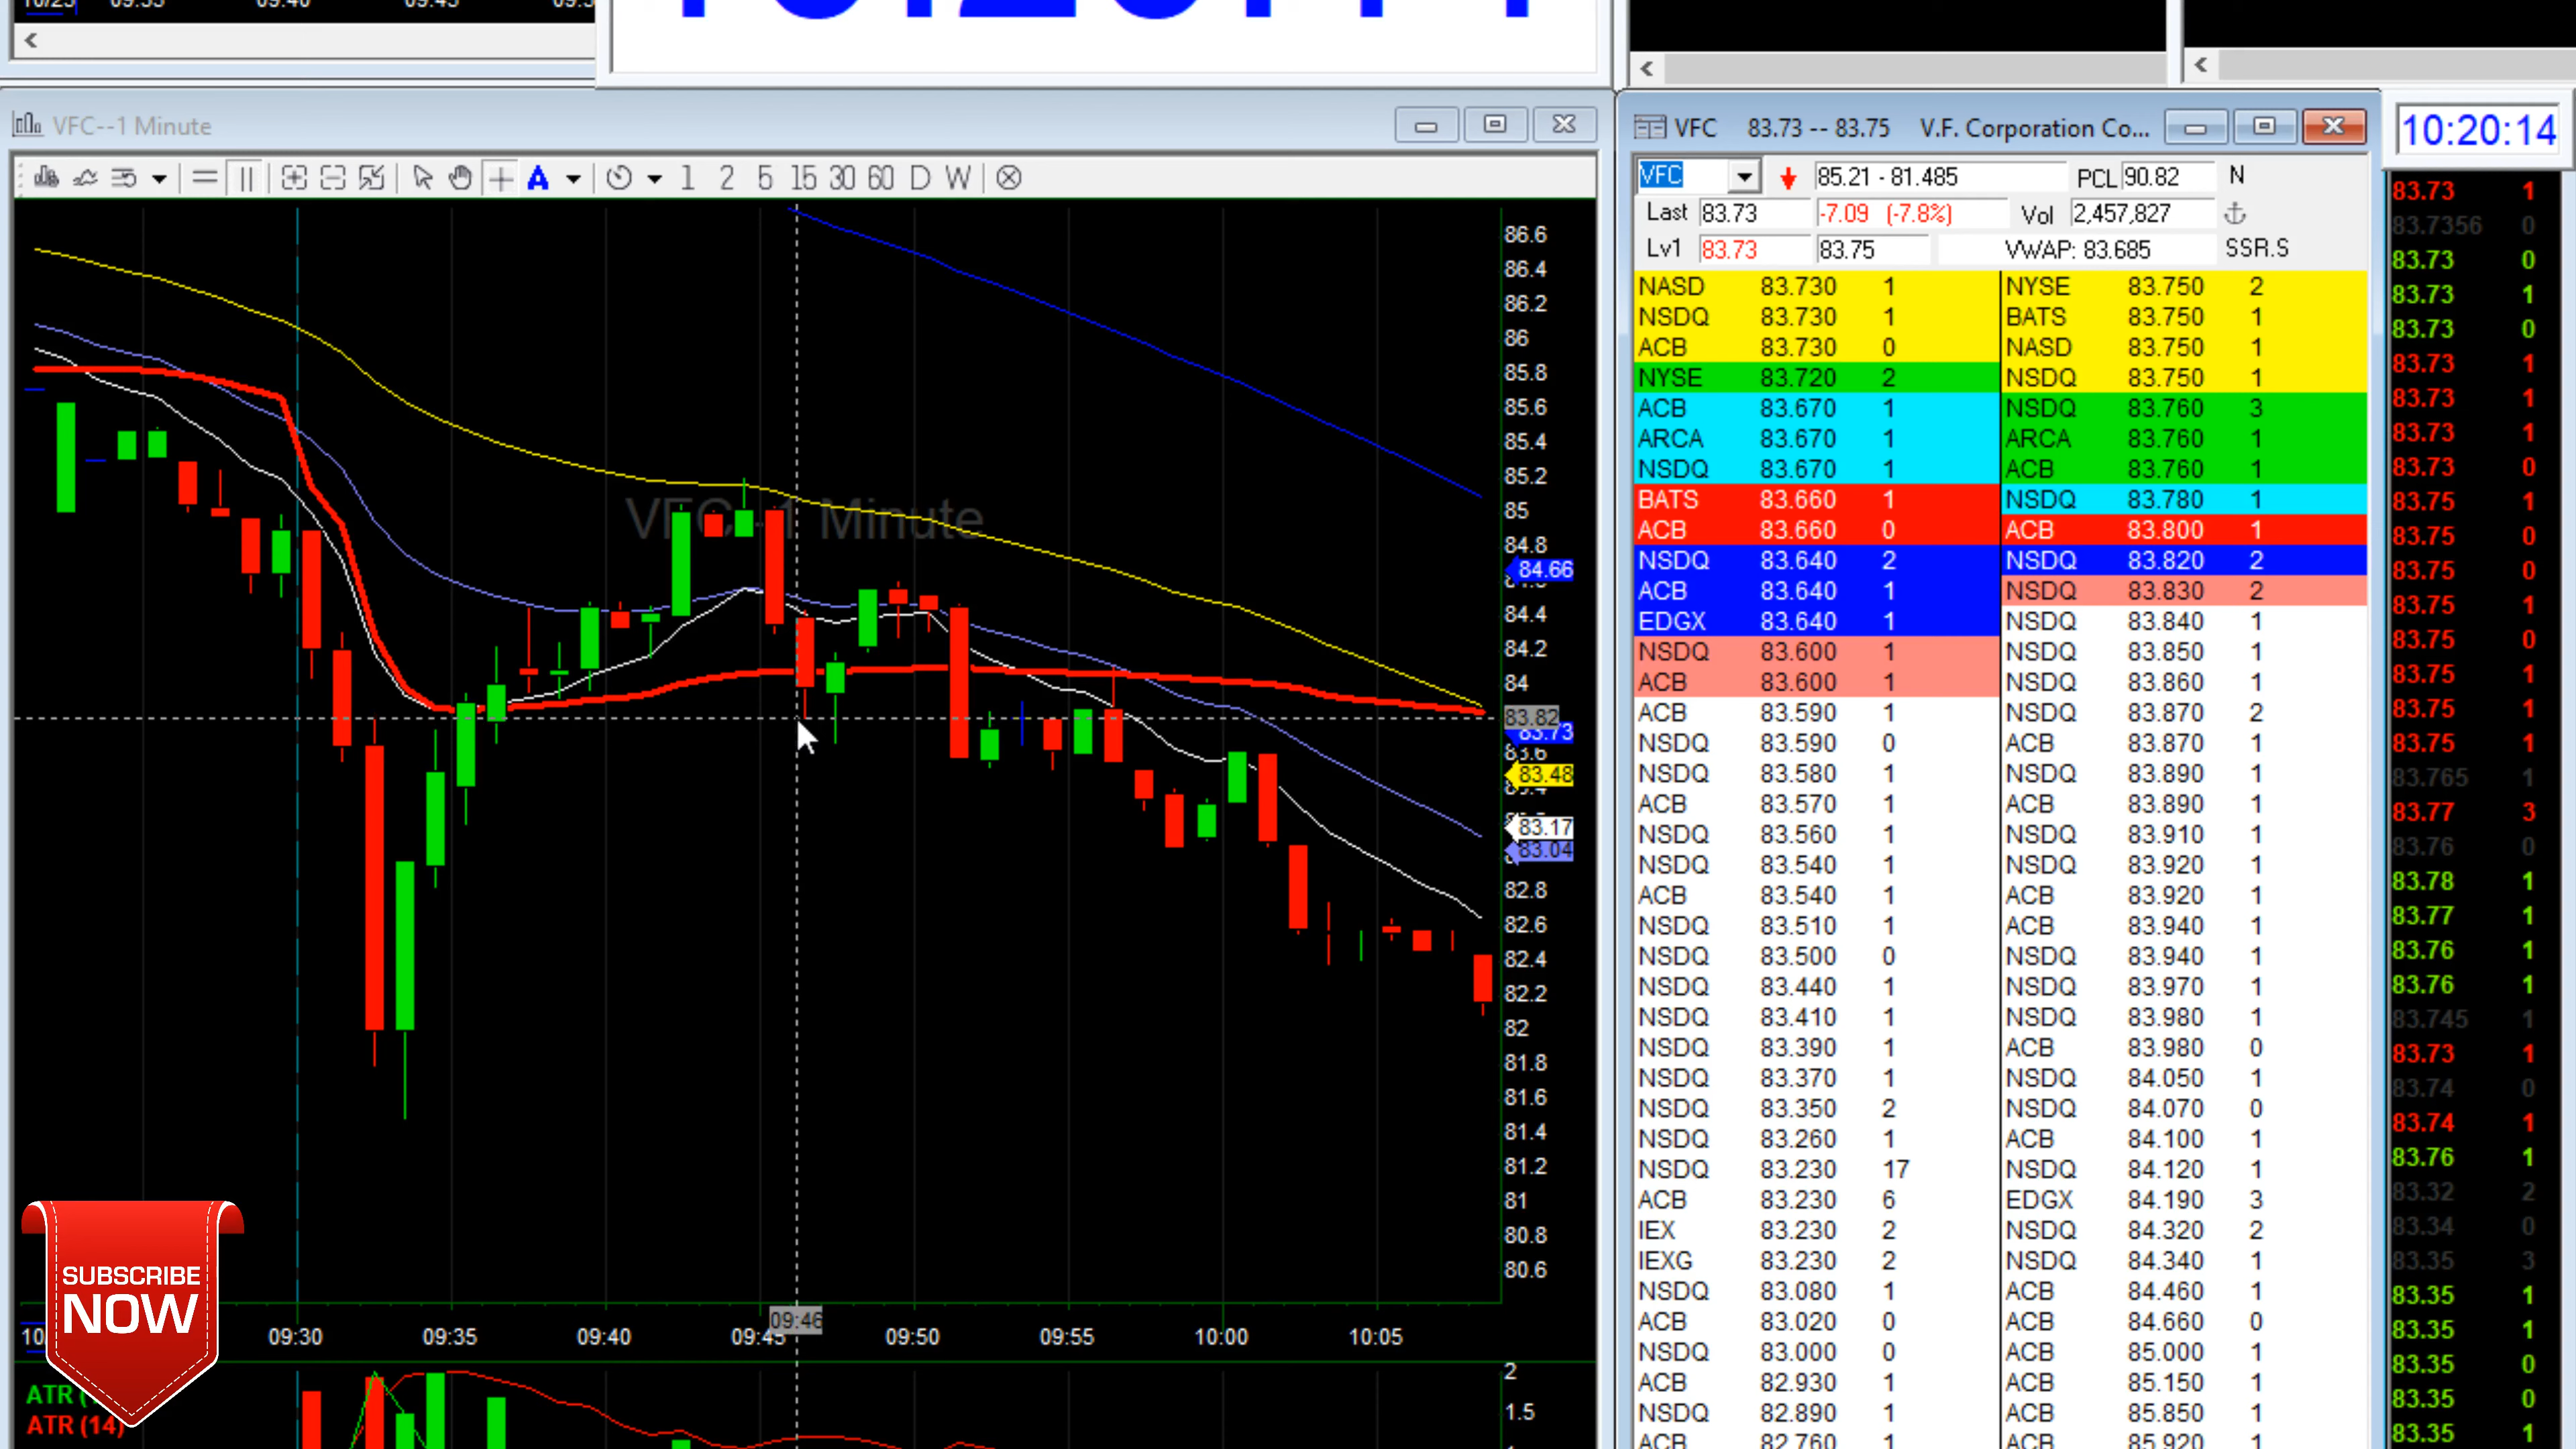 10/25 09:35 09:40 09:45
VFC--1 Minute
1 2 5 15 30 60 D W
VFC 83.73 -- 83.75 V.F. Corporation Co...
10:20:14
VFC 85.21 - 81.485 PCL 90.82 N
Last 83.73 -7.09 (-7.8%) Vol 2,457,827
Lv1 83.73 83.75 VWAP: 83.685 SSR.S
NASD 83.730 1 NYSE 83.750 2
NSDQ 83.730 1 BATS 83.750 1
ACB 83.730 0 NASD 83.750 1
NYSE 83.720 2 NSDQ 83.750 1
ACB 83.670 1 NSDQ 83.760 3
ARCA 83.670 1 ARCA 83.760 1
NSDQ 83.670 1 ACB 83.760 1
BATS 83.660 1 NSDQ 83.780 1
ACB 83.660 0 ACB 83.800 1
NSDQ 83.640 2 NSDQ 83.820 2
ACB 83.640 1 NSDQ 83.830 2
EDGX 83.640 1 NSDQ 83.840 1
NSDQ 83.600 1 NSDQ 83.850 1
ACB 83.600 1 NSDQ 83.860 1
ACB 83.590 1 NSDQ 83.870 2
NSDQ 83.590 0 ACB 83.870 1
NSDQ 83.580 1 NSDQ 83.890 1
ACB 83.570 1 ACB 83.890 1
NSDQ 83.560 1 NSDQ 83.910 1
NSDQ 83.540 1 NSDQ 83.920 1
ACB 83.540 1 ACB 83.920 1
NSDQ 83.510 1 ACB 83.940 1
NSDQ 83.500 0 NSDQ 83.940 1
NSDQ 83.440 1 NSDQ 83.970 1
NSDQ 83.410 1 NSDQ 83.980 1
NSDQ 83.390 1 ACB 83.980 0
NSDQ 83.370 1 NSDQ 84.050 1
NSDQ 83.350 2 NSDQ 84.070 0
NSDQ 83.260 1 ACB 84.100 1
NSDQ 83.230 17 NSDQ 84.120 1
ACB 83.230 6 EDGX 84.190 3
IEX 83.230 2 NSDQ 84.320 2
IEXG 83.230 2 NSDQ 84.340 1
NSDQ 83.080 1 ACB 84.460 1
ACB 83.020 0 ACB 84.660 0
NSDQ 83.000 0 ACB 85.000 1
ACB 82.930 1 ACB 85.150 1
NSDQ 82.890 1 ACB 85.850 1
ACB 82.760 1 ACB 85.920 1
83.73 1
83.7356 0
83.73 0
83.73 1
83.73 0
83.73 1
83.73 1
83.73 1
83.73 0
83.75 1
83.75 0
83.75 0
83.75 1
83.75 0
83.75 1
83.75 1
83.75 1
83.765 1
83.77 3
83.76 0
83.78 1
83.77 1
83.76 1
83.76 1
83.745 1
83.73 1
83.74 0
83.74 1
83.76 1
83.32 2
83.34 0
83.35 3
83.35 1
83.35 1
83.35 0
83.35 0
83.35 1
VFC--1 Minute
86.6
86.4
86.2
86
85.8
85.6
85.4
85.2
85
84.8
84.66
84.4
84.2
84
83.82
83.73
83.6
83.48
83.17
83.04
82.8
82.6
82.4
82.2
82
81.8
81.6
81.4
81.2
81
80.8
80.6
09:46
09:30 09:35 09:40 09:45 09:50 09:55 10:00 10:05
SUBSCRIBE
NOW
ATR
ATR (14)
2
1.5